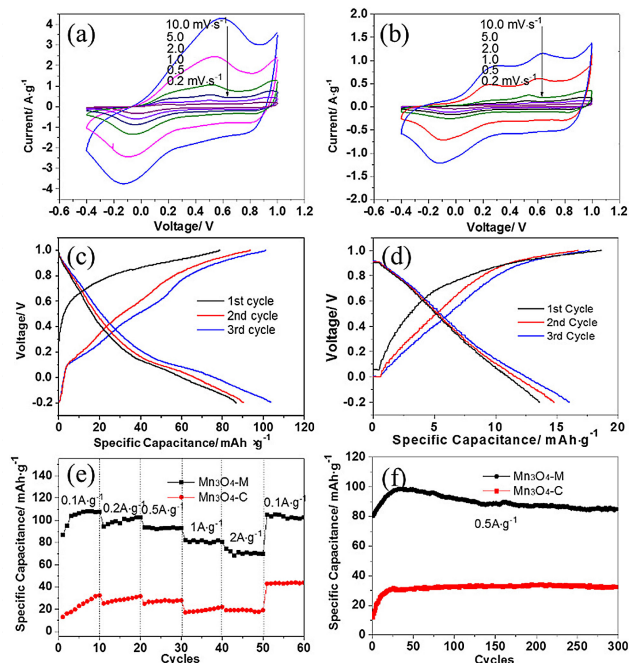 (a)
10.0 mV·s⁻¹
5.0
2.0
1.0
0.5
0.2 mV·s⁻¹
Current/ A·g⁻¹
4
3
2
1
0
-1
-2
-3
-4
-0.6 -0.4 -0.2 0.0 0.2 0.4 0.6 0.8 1.0 1.2
Voltage/ V
(b)
10.0 mV·s⁻¹
5.0
2.0
1.0
0.5
0.2 mV·s⁻¹
Current/ A·g⁻¹
2.0
1.5
1.0
0.5
0.0
-0.5
-1.0
-1.5
-2.0
-0.6 -0.4 -0.2 0.0 0.2 0.4 0.6 0.8 1.0 1.2
Voltage/ V
(c)
Voltage/ V
1.0
0.8
0.6
0.4
0.2
0.0
-0.2
1st cycle
2nd cycle
3rd cycle
0 20 40 60 80 100 120
Specific Capacitance/ mAh ·g⁻¹
(d)
Voltage/ V
1.0
0.8
0.6
0.4
0.2
0.0
-0.2
1st Cycle
2nd Cycle
3rd Cycle
0 5 10 15 20
Specific Capacitance/ mAh·g⁻¹
(e)
Mn₃O₄-M
Mn₃O₄-C
0.1A·g⁻¹
0.2A·g⁻¹
0.5A·g⁻¹
1A·g⁻¹
2A·g⁻¹
0.1A·g⁻¹
Specific Capacitance/ mAh·g⁻¹
160
140
120
100
80
60
40
20
0
0 10 20 30 40 50 60
Cycles
(f)
Mn₃O₄-M
Mn₃O₄-C
0.5A·g⁻¹
Specific Capacitance/ mAh·g⁻¹
120
100
80
60
40
20
0
0 50 100 150 200 250 300
Cycles